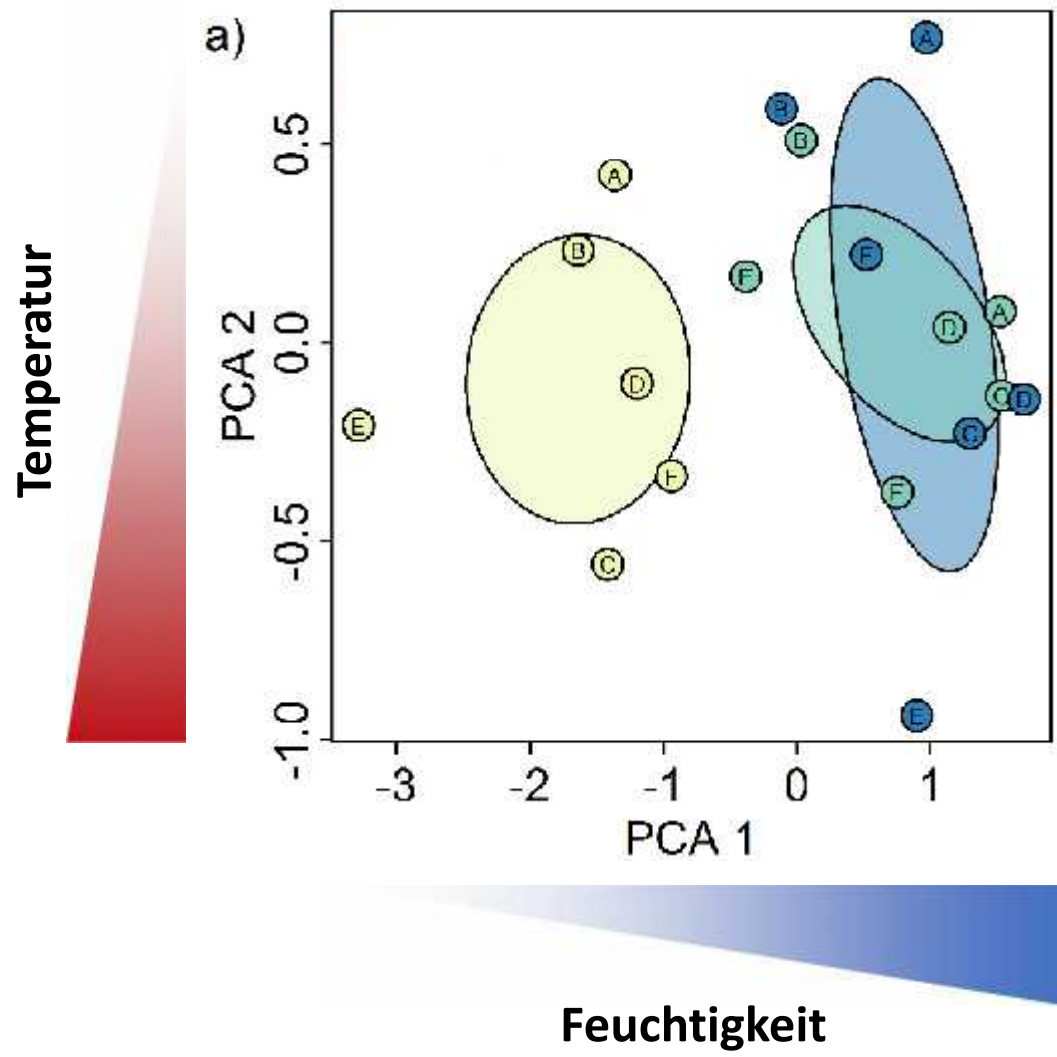 a)
A
B
B
0.5
A
B
F
F
Temperatur
PCA 2
0.0
A
D
D
E
C
D
C
F
F
-0.5
C
E
-1.0
-3 -2 -1 0 1
PCA 1
Feuchtigkeit